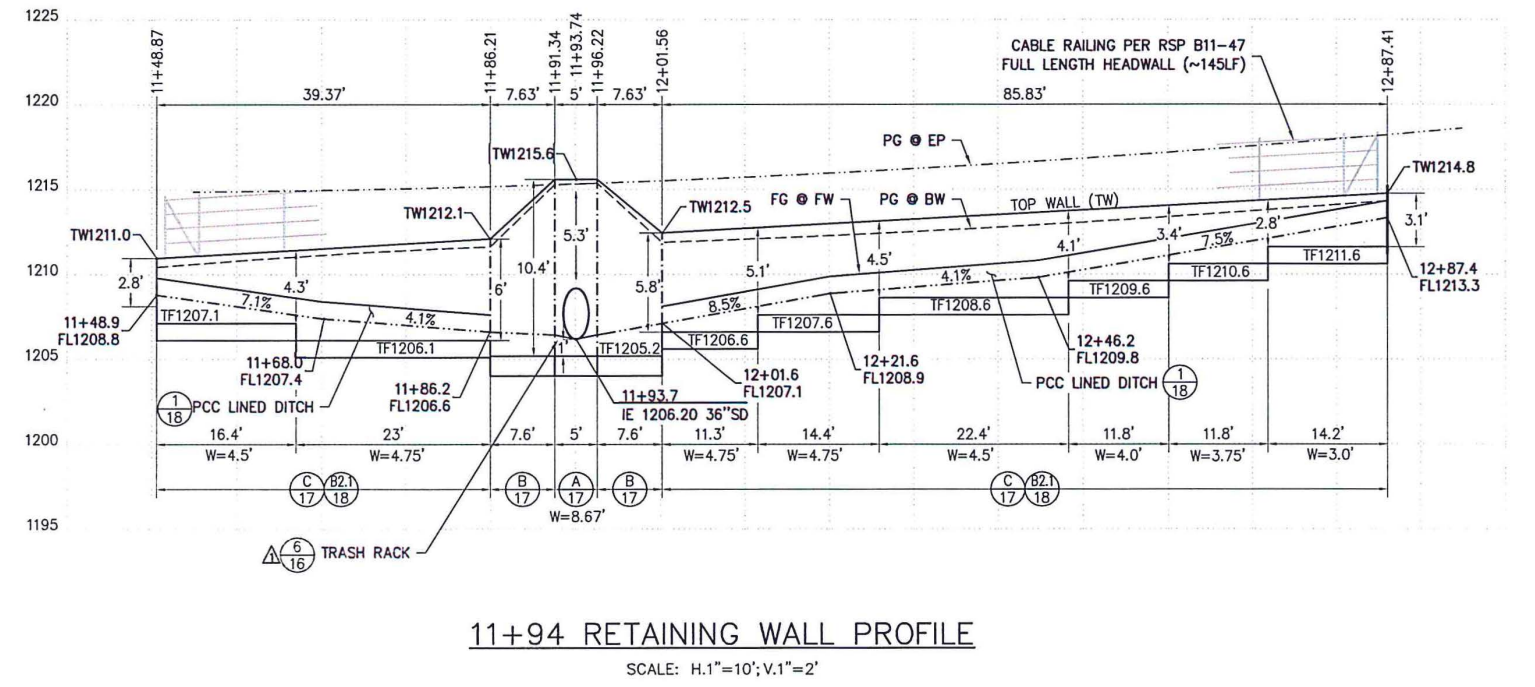 1225
1220
1215
1210
1205
1200
1195
11+48.87
11+86.21
11+91.34
11+93.74
11+96.22
12+01.56
12+87.41
39.37'
7.63'
5'
7.63'
85.83'
CABLE RAILING PER RSP B11-47
FULL LENGTH HEADWALL (~145LF)
PG @ EP
TW1215.6
TW1211.0
TW1212.1
TW1212.5
FG @ FW
PG @ BW
TOP WALL (TW)
TW1214.8
2.8'
4.3'
6'
10.4'
5.3'
5.8'
5.1'
4.5'
4.1'
3.4'
2.8'
3.1'
7.1%
4.1%
8.5%
4.1%
7.5%
1'
TF1207.1
TF1206.1
TF1205.2
TF1206.6
TF1207.6
TF1208.6
TF1209.6
TF1210.6
TF1211.6
11+48.9
FL1208.8
11+68.0
FL1207.4
11+86.2
FL1206.6
11+93.7
IE 1206.20 36"SD
12+01.6
FL1207.1
12+21.6
FL1208.9
12+46.2
FL1209.8
12+87.4
FL1213.3
1
18
PCC LINED DITCH
PCC LINED DITCH
1
18
16.4'
W=4.5'
23'
W=4.75'
7.6'
5'
7.6'
11.3'
W=4.75'
14.4'
W=4.75'
22.4'
W=4.5'
11.8'
W=4.0'
11.8'
W=3.75'
14.2'
W=3.0'
C
17
B2.1
18
B
17
A
17
B
17
W=8.67'
C
17
B2.1
18
1
6
16
TRASH RACK
11+94 RETAINING WALL PROFILE
SCALE: H.1"=10'; V.1"=2'